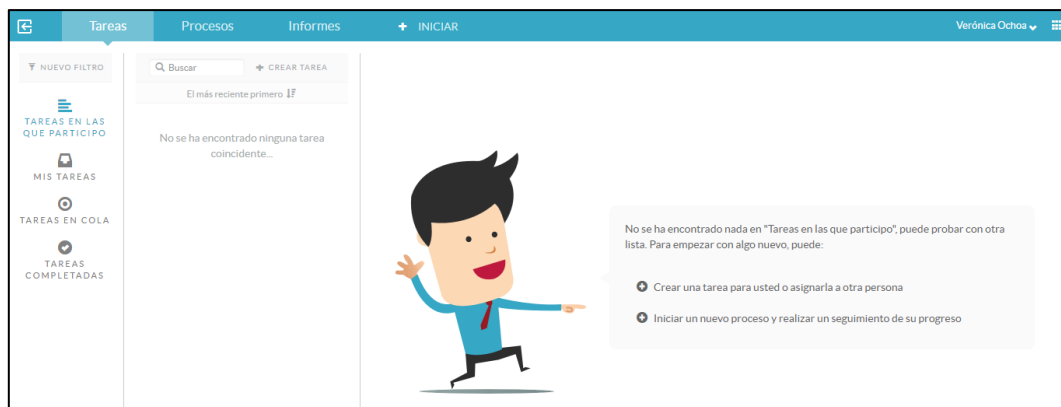 Tareas Procesos Informes + INICIAR Verónica Ochoa
NUEVO FILTRO
TAREAS EN LAS
QUE PARTICIPO
MIS TAREAS
TAREAS EN COLA
TAREAS
COMPLETADAS
Buscar + CREAR TAREA
El más reciente primero
No se ha encontrado ninguna tarea
coincidente...
No se ha encontrado nada en "Tareas en las que participo", puede probar con otra
lista. Para empezar con algo nuevo, puede:
Crear una tarea para usted o asignarla a otra persona
Iniciar un nuevo proceso y realizar un seguimiento de su progreso